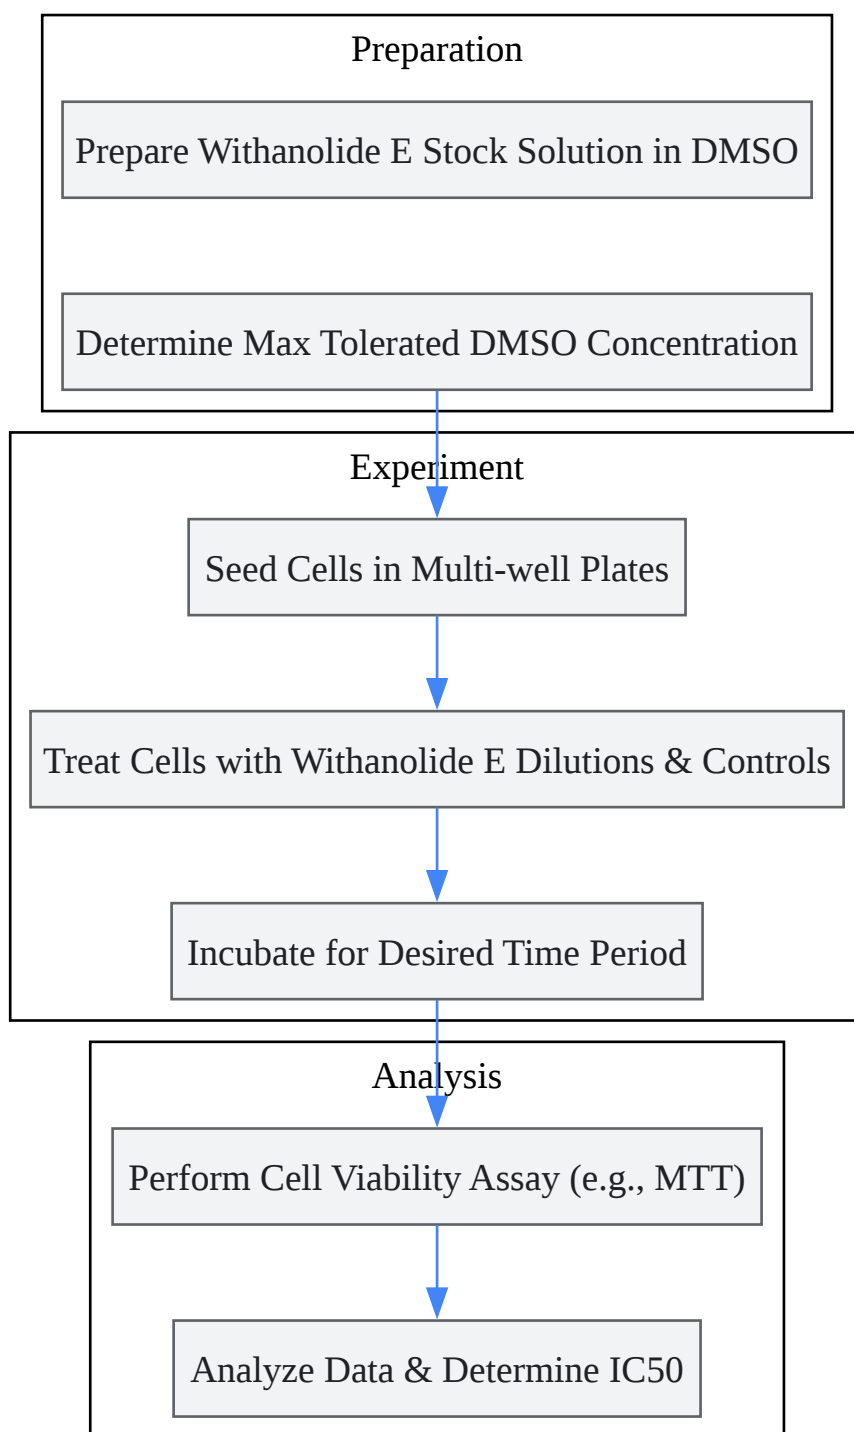 Preparation
Prepare Withanolide E Stock Solution in DMSO
Determine Max Tolerated DMSO Concentration
Experiment
Seed Cells in Multi-well Plates
Treat Cells with Withanolide E Dilutions & Controls
Incubate for Desired Time Period
Analysis
Perform Cell Viability Assay (e.g., MTT)
Analyze Data & Determine IC50